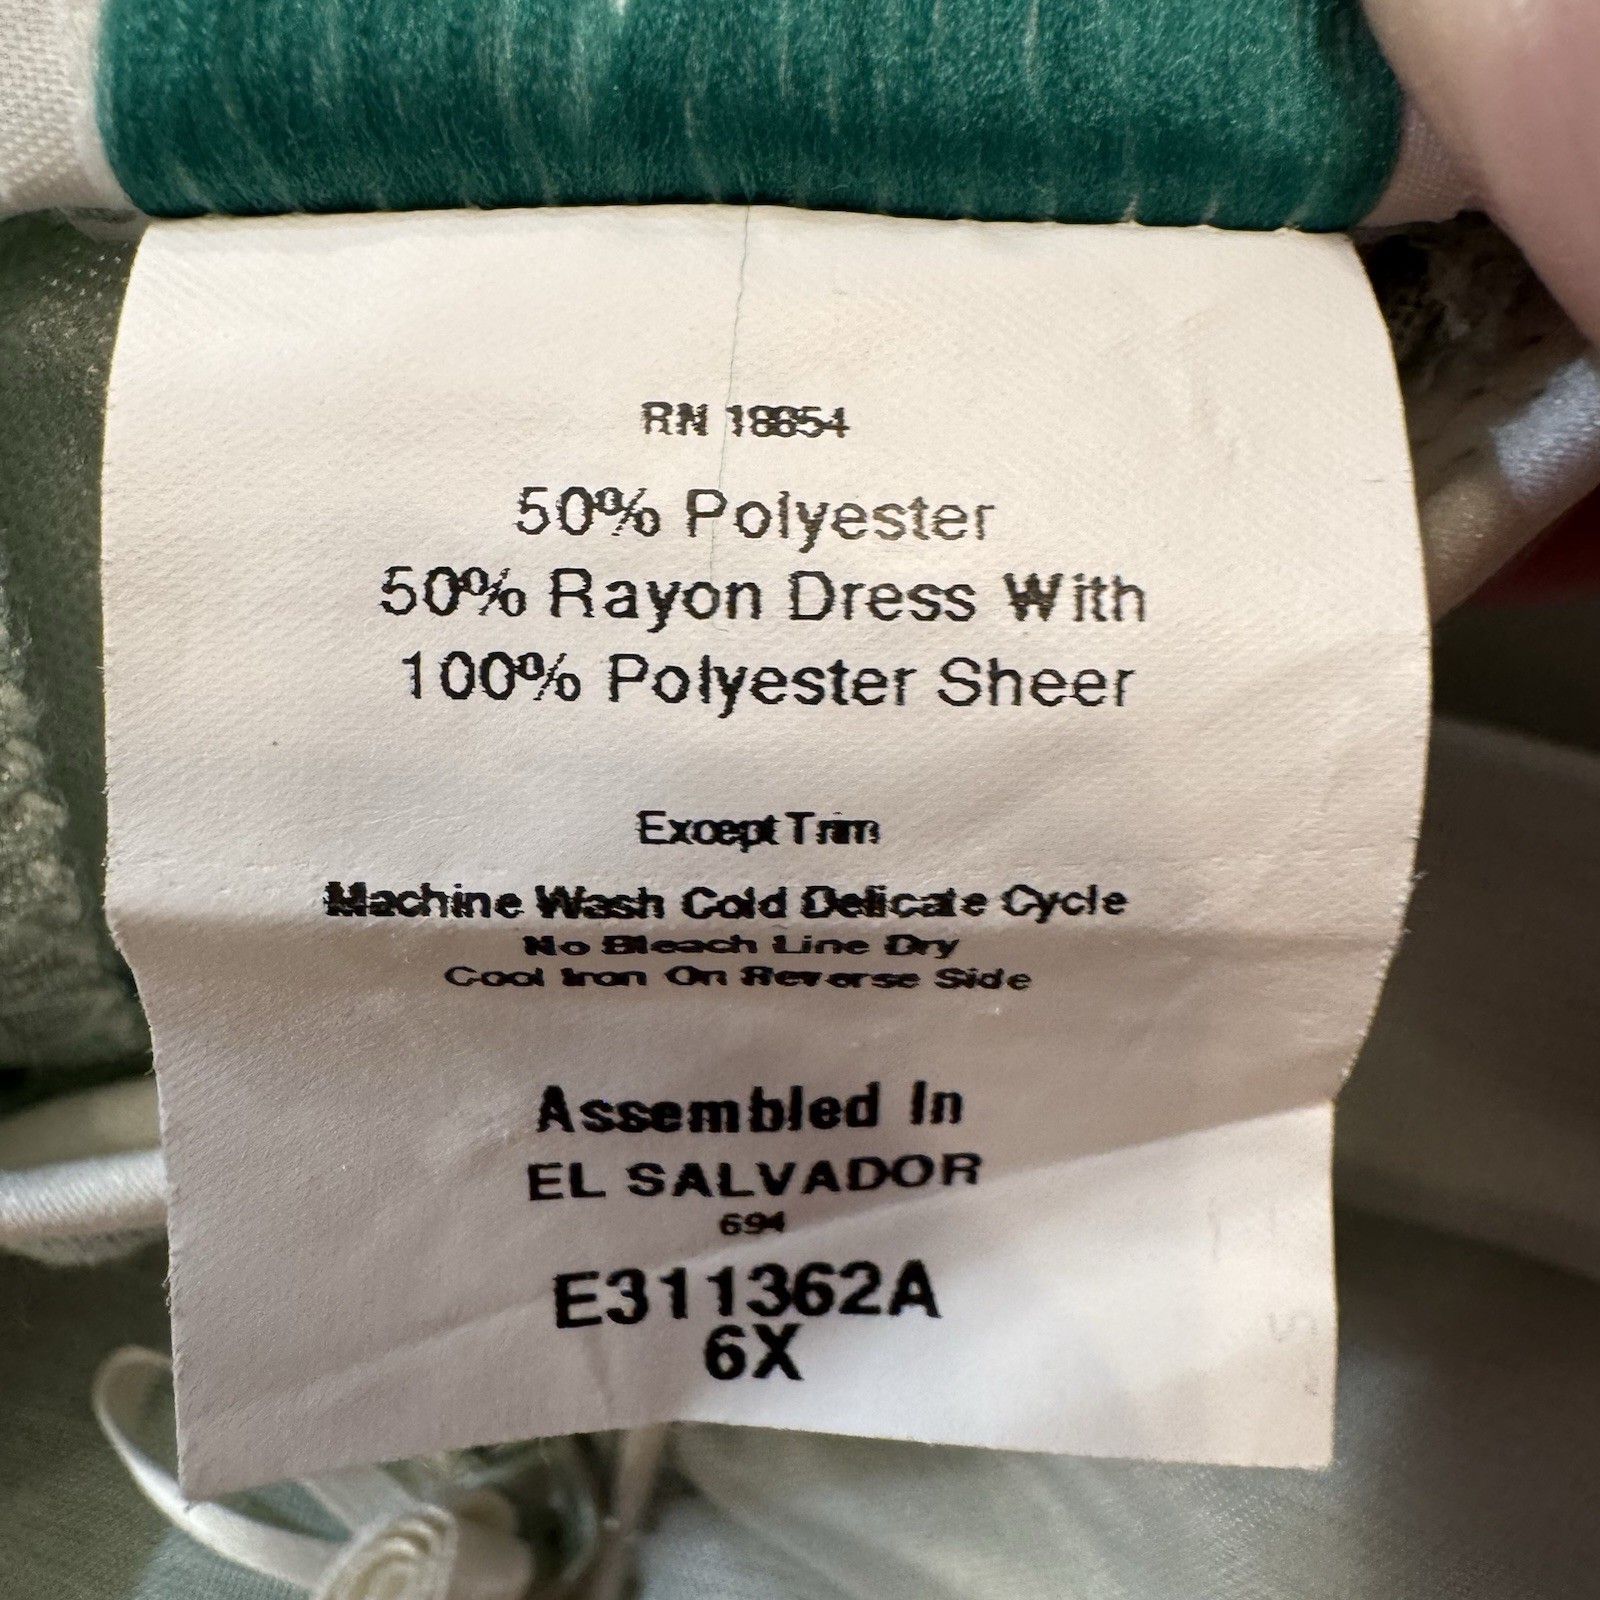 RN 18854
50% Polyester
50% Rayon Dress With
100% Polyester Sheer
Except Trim
Machine Wash Cold Delicate Cycle
No Bleach Line Dry
Cool Iron On Reverse Side
Assembled In
EL SALVADOR
694
E311362A
6X